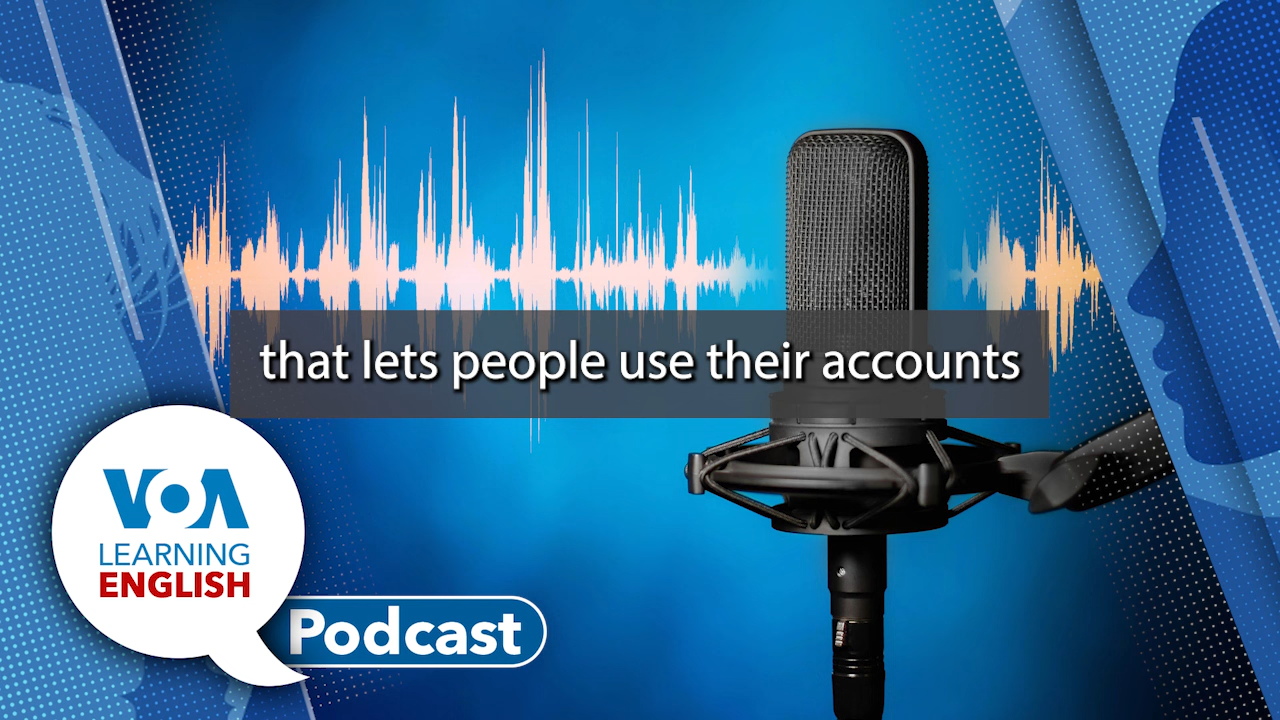 that lets people use their accounts
VOA
LEARNING
ENGLISH
Podcast